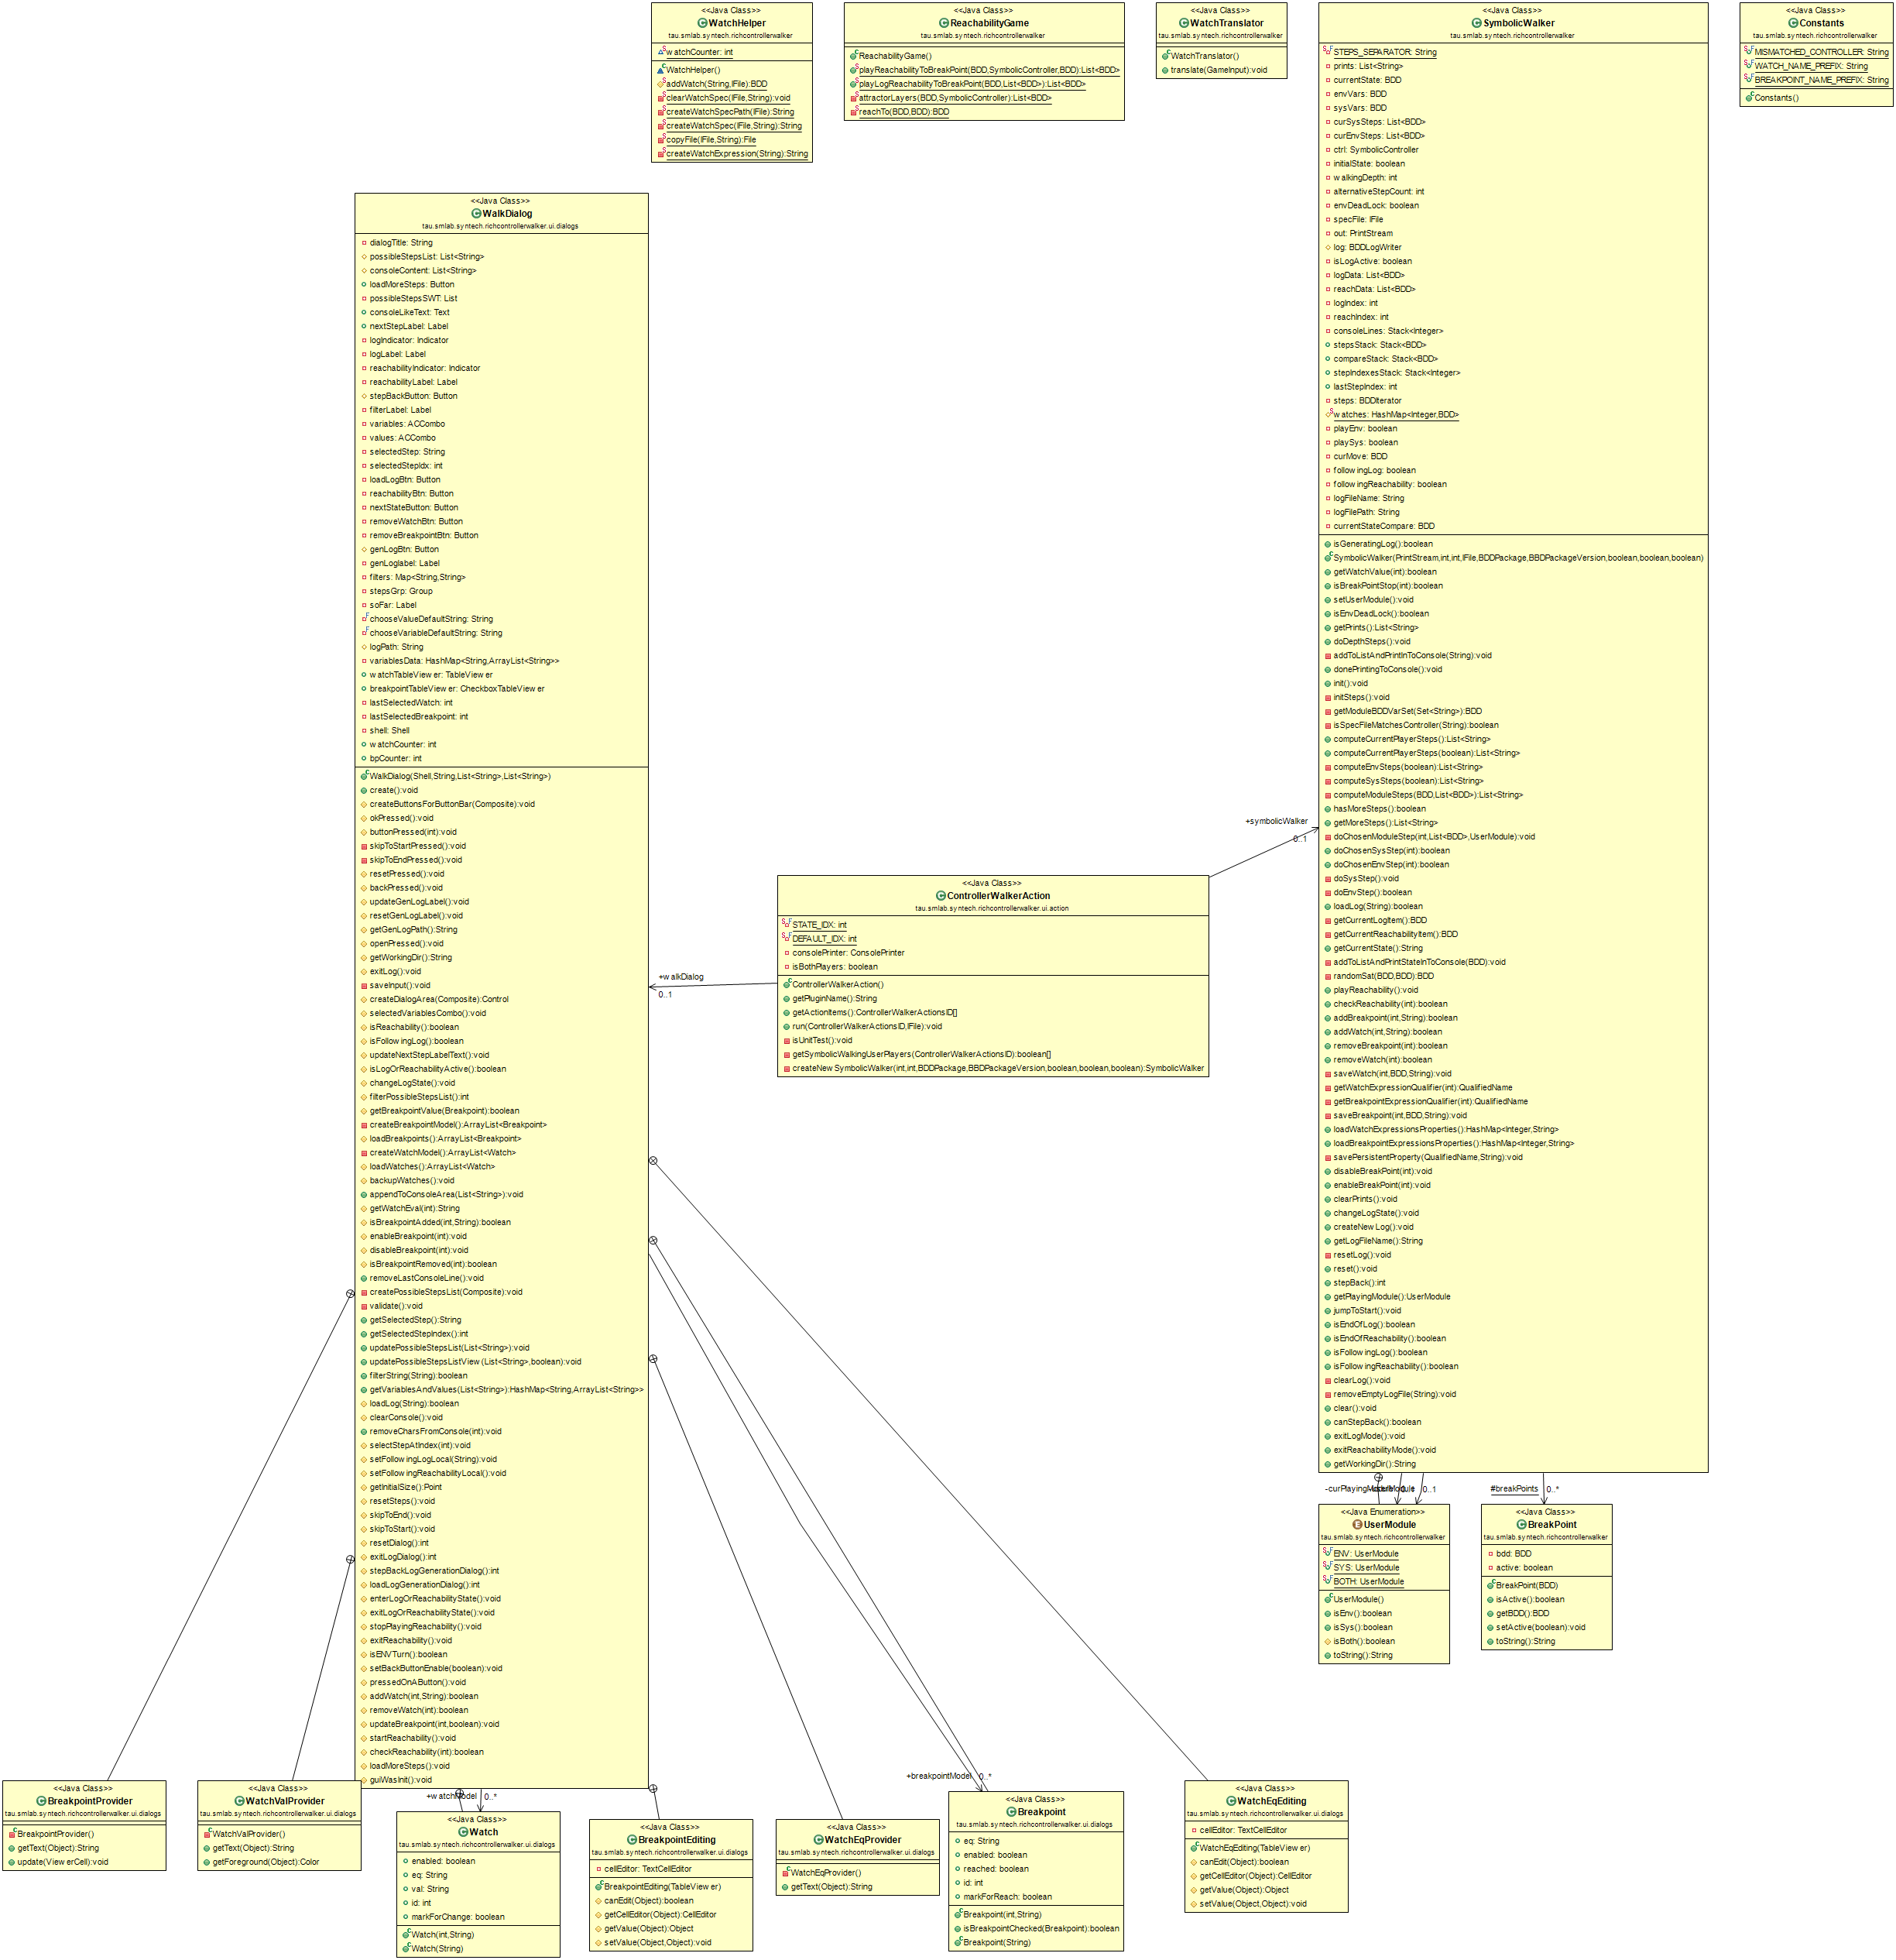 <<Java Class>>
WatchHelper
tau.smlab.syntech.richcontrollerwalker
watchCounter: int
WatchHelper()
addWatch(String,IFile):BDD
clearWatchSpec(IFile,String):void
createWatchSpecPath(IFile):String
createWatchSpec(IFile,String):String
copyFile(IFile,String):File
createWatchExpression(String):String
<<Java Class>>
ReachabilityGame
tau.smlab.syntech.richcontrollerwalker
ReachabilityGame()
playReachabilityToBreakPoint(BDD,SymbolicController,BDD):List<BDD>
playLogReachabilityToBreakPoint(BDD,List<BDD>):List<BDD>
attractorLayers(BDD,SymbolicController):List<BDD>
reachTo(BDD,BDD):BDD
<<Java Class>>
WatchTranslator
tau.smlab.syntech.richcontrollerwalker
WatchTranslator()
translate(GameInput):void
<<Java Class>>
SymbolicWalker
tau.smlab.syntech.richcontrollerwalker
STEPS_SEPARATOR: String
prints: List<String>
currentState: BDD
envVars: BDD
sysVars: BDD
curSysSteps: List<BDD>
curEnvSteps: List<BDD>
ctrl: SymbolicController
initialState: boolean
walkingDepth: int
alternativeStepCount: int
envDeadLock: boolean
specFile: IFile
out: PrintStream
log: BDDLogWriter
isLogActive: boolean
logData: List<BDD>
reachData: List<BDD>
logIndex: int
reachIndex: int
consoleLines: Stack<Integer>
stepsStack: Stack<BDD>
compareStack: Stack<BDD>
stepIndexesStack: Stack<Integer>
lastStepIndex: int
steps: BDDIterator
watches: HashMap<Integer,BDD>
playEnv: boolean
playSys: boolean
curMove: BDD
followingLog: boolean
followingReachability: boolean
logFileName: String
logFilePath: String
currentStateCompare: BDD
isGeneratingLog():boolean
SymbolicWalker(PrintStream,int,int,IFile,BDDPackage,BBDPackageVersion,boolean,boolean,boolean)
getWatchValue(int):boolean
isBreakPointStop(int):boolean
setUserModule():void
isEnvDeadLock():boolean
getPrints():List<String>
doDepthSteps():void
addToListAndPrintlnToConsole(String):void
donePrintingToConsole():void
init():void
initSteps():void
getModuleBDDVarSet(Set<String>):BDD
isSpecFileMatchesController(String):boolean
computeCurrentPlayerSteps():List<String>
computeCurrentPlayerSteps(boolean):List<String>
computeEnvSteps(boolean):List<String>
computeSysSteps(boolean):List<String>
computeModuleSteps(BDD,List<BDD>):List<String>
hasMoreSteps():boolean
getMoreSteps():List<String>
doChosenModuleStep(int,List<BDD>,UserModule):void
doChosenSysStep(int):boolean
doChosenEnvStep(int):boolean
doSysStep():void
doEnvStep():boolean
loadLog(String):boolean
getCurrentLogItem():BDD
getCurrentReachabilityItem():BDD
getCurrentState():String
addToListAndPrintStateInToConsole(BDD):void
randomSat(BDD,BDD):BDD
playReachability():void
checkReachability(int):boolean
addBreakpoint(int,String):boolean
addWatch(int,String):boolean
removeBreakpoint(int):boolean
removeWatch(int):boolean
saveWatch(int,BDD,String):void
getWatchExpressionQualifier(int):QualifiedName
getBreakpointExpressionQualifier(int):QualifiedName
saveBreakpoint(int,BDD,String):void
loadWatchExpressionsProperties():HashMap<Integer,String>
loadBreakpointExpressionsProperties():HashMap<Integer,String>
savePersistentProperty(QualifiedName,String):void
disableBreakPoint(int):void
enableBreakPoint(int):void
clearPrints():void
changeLogState():void
createNewLog():void
getLogFileName():String
resetLog():void
reset():void
stepBack():int
getPlayingModule():UserModule
jumpToStart():void
isEndOfLog():boolean
isEndOfReachability():boolean
isFollowingLog():boolean
isFollowingReachability():boolean
clearLog():void
removeEmptyLogFile(String):void
clear():void
canStepBack():boolean
exitLogMode():void
exitReachabilityMode():void
getWorkingDir():String
<<Java Class>>
Constants
tau.smlab.syntech.richcontrollerwalker
MISMATCHED_CONTROLLER: String
WATCH_NAME_PREFIX: String
BREAKPOINT_NAME_PREFIX: String
Constants()
<<Java Class>>
WalkDialog
tau.smlab.syntech.richcontrollerwalker.ui.dialogs
dialogTitle: String
possibleStepsList: List<String>
consoleContent: List<String>
loadMoreSteps: Button
possibleStepsSWT: List
consoleLikeText: Text
nextStepLabel: Label
logIndicator: Indicator
logLabel: Label
reachabilityIndicator: Indicator
reachabilityLabel: Label
stepBackButton: Button
filterLabel: Label
variables: ACCombo
values: ACCombo
selectedStep: String
selectedStepIdx: int
loadLogBtn: Button
reachabilityBtn: Button
nextStateButton: Button
removeWatchBtn: Button
removeBreakpointBtn: Button
genLogBtn: Button
genLoglabel: Label
filters: Map<String,String>
stepsGrp: Group
soFar: Label
chooseValueDefaultString: String
chooseVariableDefaultString: String
logPath: String
variablesData: HashMap<String,ArrayList<String>>
watchTableViewer: TableViewer
breakpointTableViewer: CheckboxTableViewer
lastSelectedWatch: int
lastSelectedBreakpoint: int
shell: Shell
watchCounter: int
bpCounter: int
WalkDialog(Shell,String,List<String>,List<String>)
create():void
createButtonsForButtonBar(Composite):void
okPressed():void
buttonPressed(int):void
skipToStartPressed():void
skipToEndPressed():void
resetPressed():void
backPressed():void
updateGenLogLabel():void
resetGenLogLabel():void
getGenLogPath():String
openPressed():void
getWorkingDir():String
exitLog():void
saveInput():void
createDialogArea(Composite):Control
selectedVariablesCombo():void
isReachability():boolean
isFollowingLog():boolean
updateNextStepLabelText():void
isLogOrReachabilityActive():boolean
changeLogState():void
filterPossibleStepsList():int
getBreakpointValue(Breakpoint):boolean
createBreakpointModel():ArrayList<Breakpoint>
loadBreakpoints():ArrayList<Breakpoint>
createWatchModel():ArrayList<Watch>
loadWatches():ArrayList<Watch>
backupWatches():void
appendToConsoleArea(List<String>):void
getWatchEval(int):String
isBreakpointAdded(int,String):boolean
enableBreakpoint(int):void
disableBreakpoint(int):void
isBreakpointRemoved(int):boolean
removeLastConsoleLine():void
createPossibleStepsList(Composite):void
validate():void
getSelectedStep():String
getSelectedStepIndex():int
updatePossibleStepsList(List<String>):void
updatePossibleStepsListView(List<String>,boolean):void
filterString(String):boolean
getVariablesAndValues(List<String>):HashMap<String,ArrayList<String>>
loadLog(String):boolean
clearConsole():void
removeCharsFromConsole(int):void
selectStepAtIndex(int):void
setFollowingLogLocal(String):void
setFollowingReachabilityLocal():void
getInitialSize():Point
resetSteps():void
skipToEnd():void
skipToStart():void
resetDialog():int
exitLogDialog():int
stepBackLogGenerationDialog():int
loadLogGenerationDialog():int
enterLogOrReachabilityState():void
exitLogOrReachabilityState():void
stopPlayingReachability():void
exitReachability():void
isENVTurn():boolean
setBackButtonEnable(boolean):void
pressedOnAButton():void
addWatch(int,String):boolean
removeWatch(int):boolean
updateBreakpoint(int,boolean):void
startReachability():void
checkReachability(int):boolean
loadMoreSteps():void
guiWasInit():void
+symbolicWalker
0..1
<<Java Class>>
ControllerWalkerAction
tau.smlab.syntech.richcontrollerwalker.ui.action
STATE_IDX: int
DEFAULT_IDX: int
consolePrinter: ConsolePrinter
isBothPlayers: boolean
ControllerWalkerAction()
getPluginName():String
getActionItems():ControllerWalkerActionsID[]
run(ControllerWalkerActionsID,IFile):void
isUnitTest():void
getSymbolicWalkingUserPlayers(ControllerWalkerActionsID):boolean[]
createNewSymbolicWalker(int,int,BDDPackage,BBDPackageVersion,boolean,boolean,boolean):SymbolicWalker
+walkDialog
0..1
-curPlayingModule
0..1
#breakPoints
0..*
<<Java Enumeration>>
UserModule
tau.smlab.syntech.richcontrollerwalker
ENV: UserModule
SYS: UserModule
BOTH: UserModule
UserModule()
isEnv():boolean
isSys():boolean
isBoth():boolean
toString():String
<<Java Class>>
BreakPoint
tau.smlab.syntech.richcontrollerwalker
bdd: BDD
active: boolean
BreakPoint(BDD)
isActive():boolean
getBDD():BDD
setActive(boolean):void
toString():String
<<Java Class>>
BreakpointProvider
tau.smlab.syntech.richcontrollerwalker.ui.dialogs
BreakpointProvider()
getText(Object):String
update(ViewerCell):void
<<Java Class>>
WatchValProvider
tau.smlab.syntech.richcontrollerwalker.ui.dialogs
WatchValProvider()
getText(Object):String
getForeground(Object):Color
+watchModel
0..*
<<Java Class>>
Watch
tau.smlab.syntech.richcontrollerwalker.ui.dialogs
enabled: boolean
eq: String
val: String
id: int
markForChange: boolean
Watch(int,String)
Watch(String)
<<Java Class>>
BreakpointEditing
tau.smlab.syntech.richcontrollerwalker.ui.dialogs
cellEditor: TextCellEditor
BreakpointEditing(TableViewer)
canEdit(Object):boolean
getCellEditor(Object):CellEditor
getValue(Object):Object
setValue(Object,Object):void
<<Java Class>>
WatchEqProvider
tau.smlab.syntech.richcontrollerwalker.ui.dialogs
WatchEqProvider()
getText(Object):String
+breakpointModel
0..*
<<Java Class>>
Breakpoint
tau.smlab.syntech.richcontrollerwalker.ui.dialogs
eq: String
enabled: boolean
reached: boolean
id: int
markForReach: boolean
Breakpoint(int,String)
isBreakpointChecked(Breakpoint):boolean
Breakpoint(String)
<<Java Class>>
WatchEqEditing
tau.smlab.syntech.richcontrollerwalker.ui.dialogs
cellEditor: TextCellEditor
WatchEqEditing(TableViewer)
canEdit(Object):boolean
getCellEditor(Object):CellEditor
getValue(Object):Object
setValue(Object,Object):void